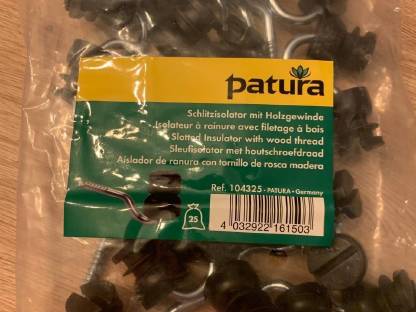 patura
Schlitzisolator mit Holzgewinde
Isolateur à rainure avec filetage à bois
Slotted Insulator with wood thread
Sleufisolator met houtschroefdraad
Aislador de ranura con tornillo de rosca madera
Ref. 104325 - PATURA - Germany
25
4 032922 161503